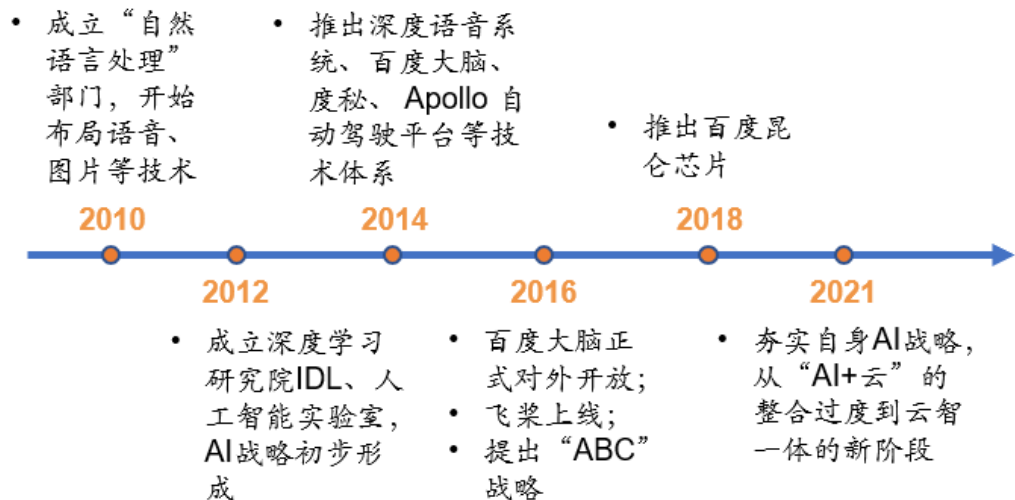 • 成立“自然
语言处理”
部门，开始
布局语音、
图片等技术
2010
• 成立深度学习
研究院IDL、人
工智能实验室，
AI战略初步形
成
2012
• 推出深度语音系
统、百度大脑、
度秘、 Apollo 自
动驾驶平台等技
术体系
2014
2016
• 百度大脑正
式对外开放；
• 飞桨上线；
• 提出“ABC”
战略
• 推出百度昆
仑芯片
2018
2021
• 夯实自身AI战略，
从“AI+云”的
整合过度到云智
一体的新阶段